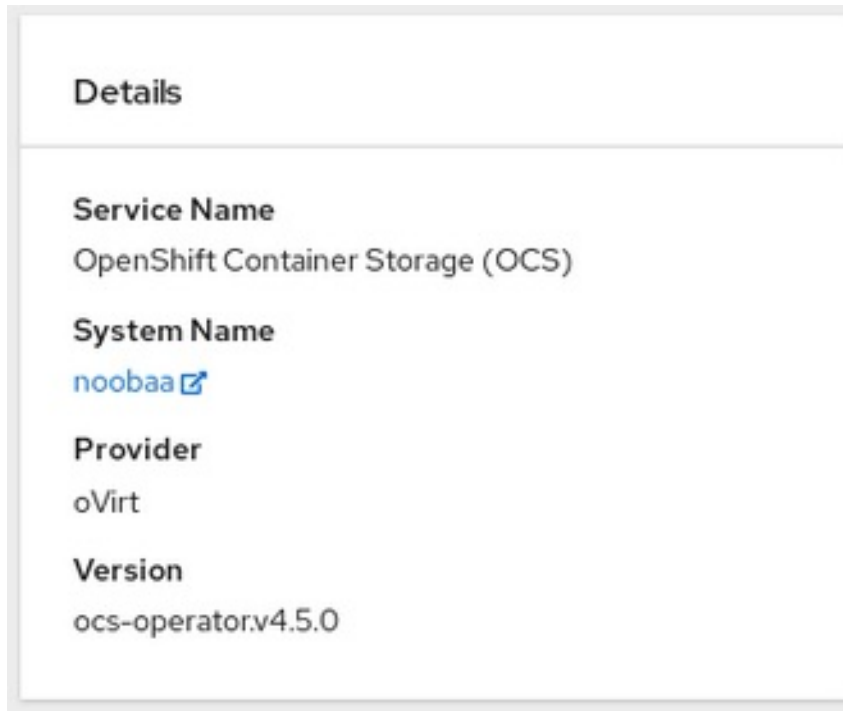 Details
Service Name
OpenShift Container Storage (OCS)
System Name
noobaa
Provider
oVirt
Version
ocs-operator.v4.5.0